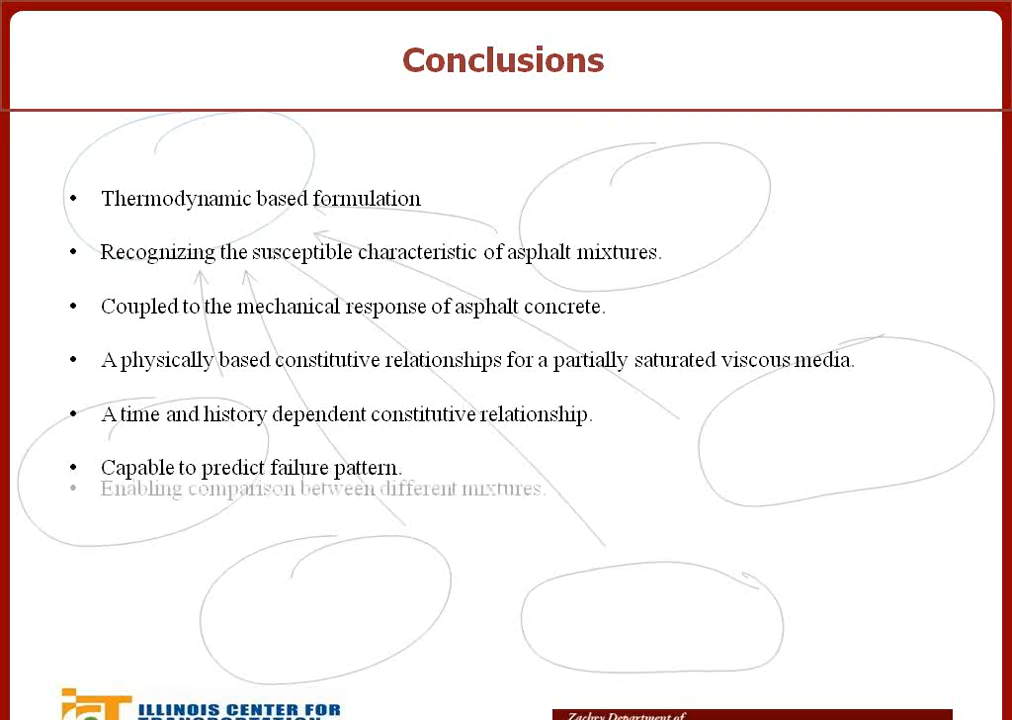 Conclusions
• Thermodynamic based formulation
• Recognizing the susceptible characteristic of asphalt mixtures.
• Coupled to the mechanical response of asphalt concrete.
• A physically based constitutive relationships for a partially saturated viscous media.
• A time and history dependent constitutive relationship.
• Capable to predict failure pattern.
• Enabling comparison between different mixtures.
ICT ILLINOIS CENTER FOR
TRANSPORTATION
Zachry Department of